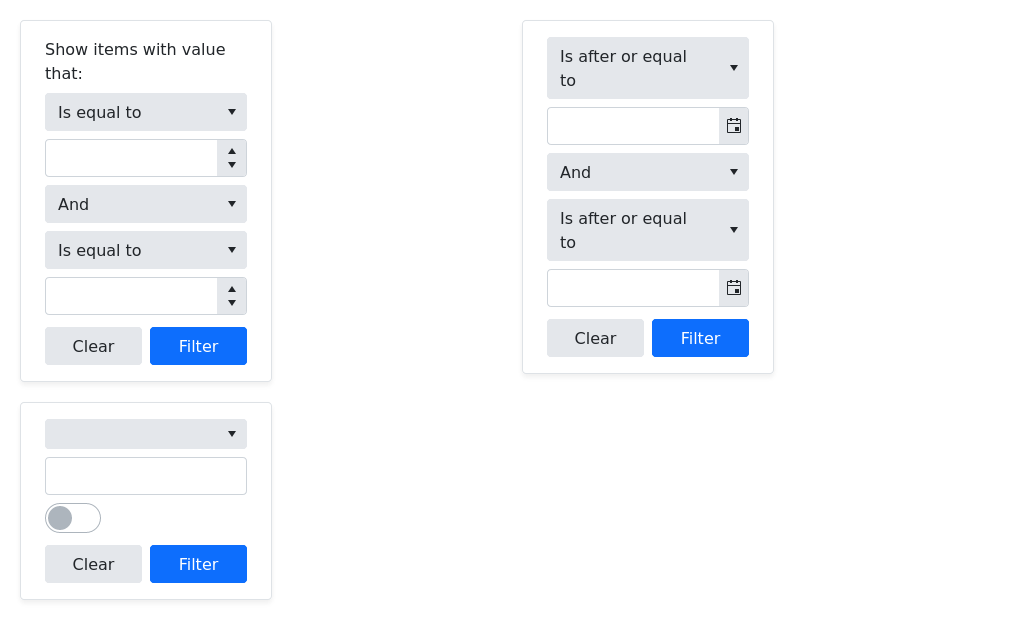 Show items with value
that:
Is equal to
And
Is equal to
Clear
Filter
Is after or equal
to
And
Is after or equal
to
Clear
Filter
Clear
Filter